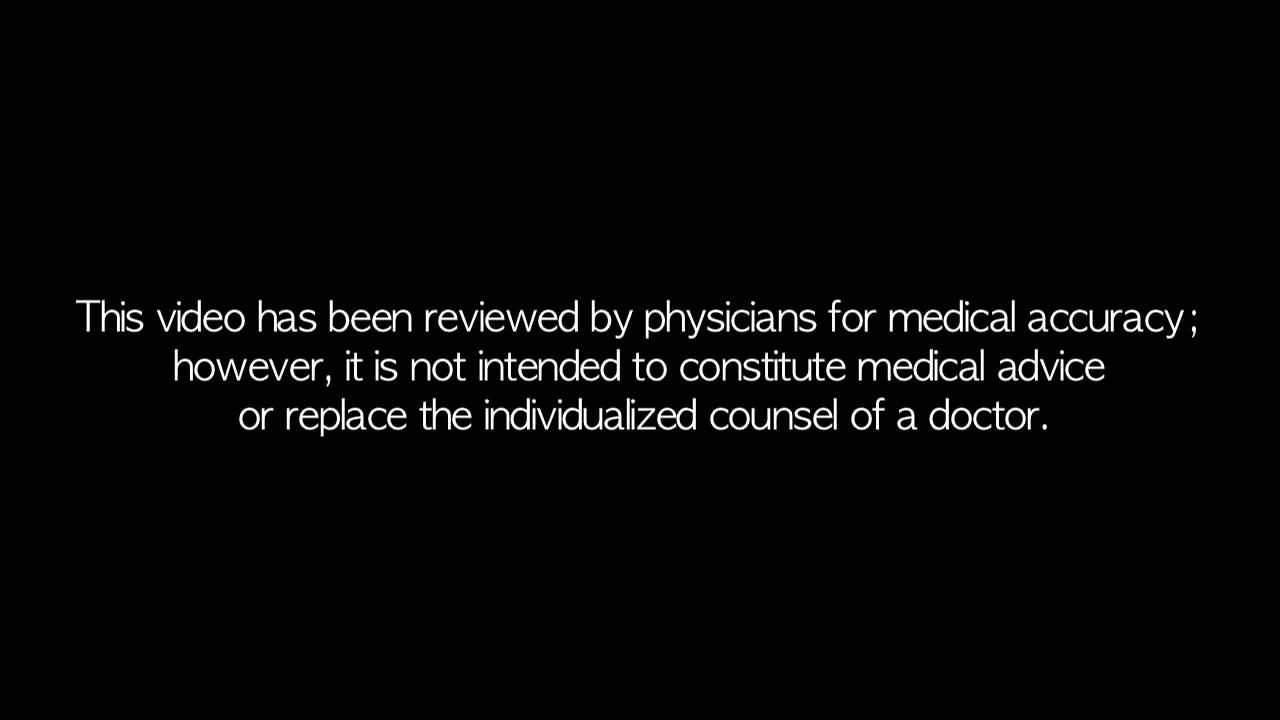 This video has been reviewed by physicians for medical accuracy;
however, it is not intended to constitute medical advice
or replace the individualized counsel of a doctor.